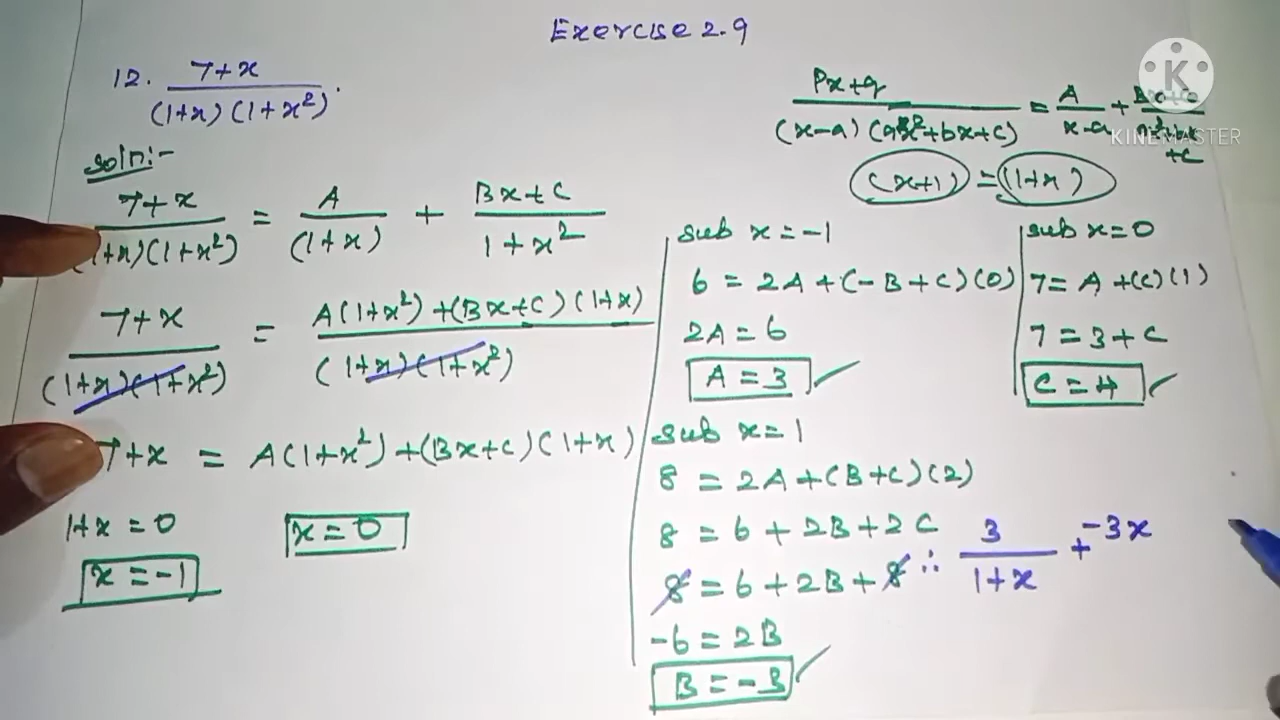 Exercise 2.9
12. 7+x / (1+x)(1+x²).
Soln:-
7+x / (1+x)(1+x²) = A / (1+x) + Bx+C / 1+x²
7+x / (1+x)(1+x²) = A(1+x²)+(Bx+C)(1+x) / (1+x)(1+x²)
7+x = A(1+x²)+(Bx+C)(1+x)
1+x = 0
x = 0
x = -1
Px+q / (x-a)(ax²+bx+c) = A / x-a +
K
KINEMASTER
(x+1) = (1+x)
sub x = -1
6 = 2A+(-B+C)(0)
2A = 6
A = 3
sub x = 0
7 = A+(C)(1)
7 = 3+C
C = 4
sub x = 1
8 = 2A+(B+C)(2)
8 = 6+2B+2C
8 = 6+2B+8
-6 = 2B
B = -3
∴ 3 / 1+x + -3x